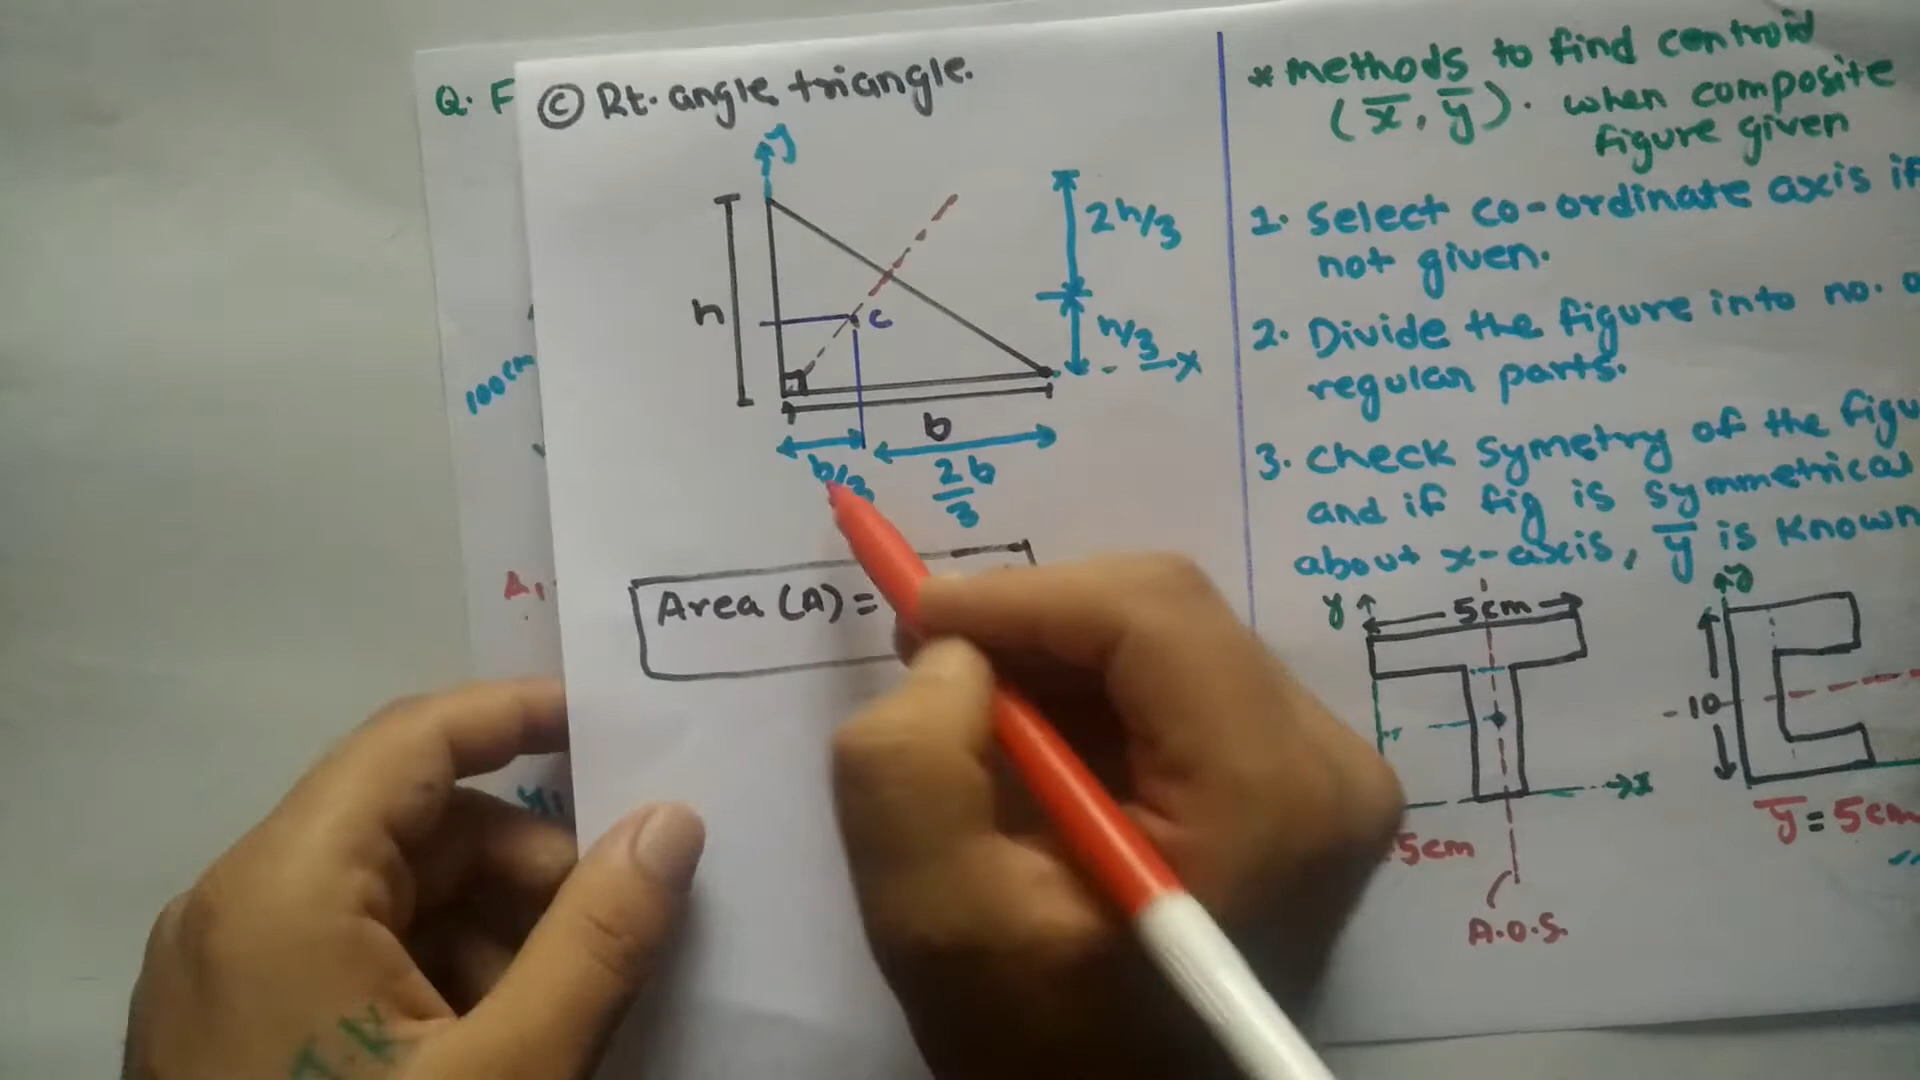 Q. F
© Rt. angle triangle.
y
h
c
2h/3
h/3
x
b
b/3
2b
3
Area (A) =
100cm
A1
J.K
* methods to find centroid
(x̅, y̅). when composite
figure given
1. Select co-ordinate axis if
not given.
2. Divide the figure into no. o
regular parts.
3. Check symetry of the figu
and if fig is symmetrical
about x-axis, y̅ is known
y
5cm
x
5cm
A.O.S.
y
10
y̅ = 5cm